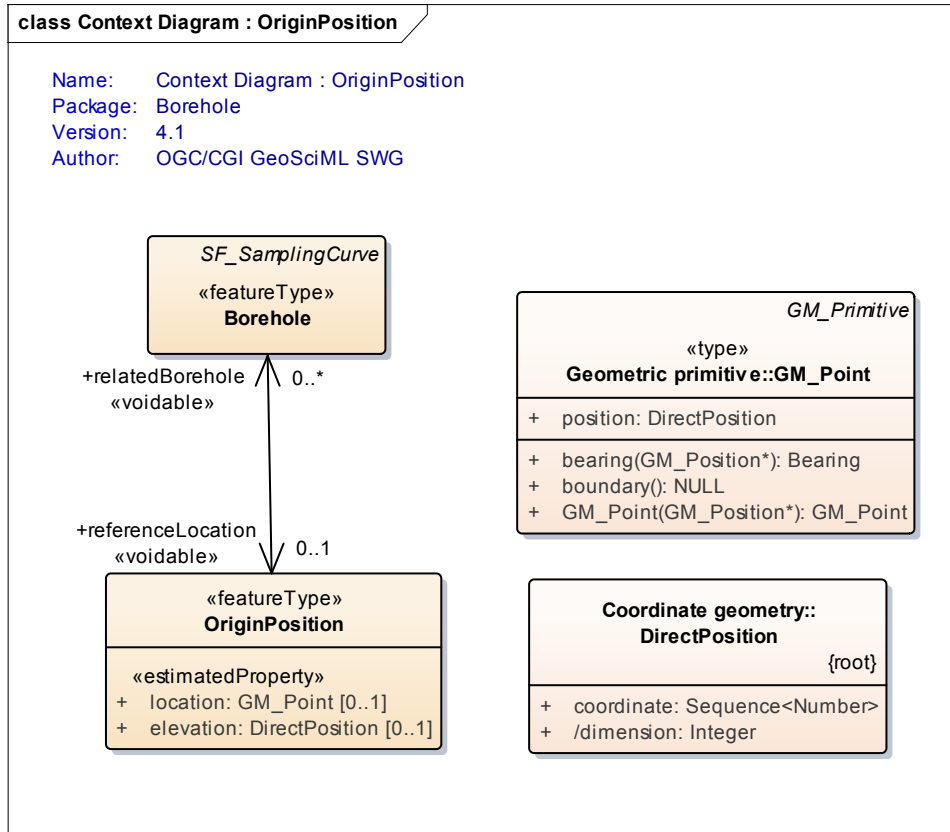 class Context Diagram : OriginPosition
Name: Context Diagram : OriginPosition
Package: Borehole
Version: 4.1
Author: OGC/CGI GeoSciML SWG
SF_SamplingCurve
«featureType»
Borehole
+relatedBorehole 0..*
«voidable»
+referenceLocation
«voidable» 0..1
«featureType»
OriginPosition
«estimatedProperty»
+ location: GM_Point [0..1]
+ elevation: DirectPosition [0..1]
GM_Primitive
«type»
Geometric primitive::GM_Point
+ position: DirectPosition
+ bearing(GM_Position*): Bearing
+ boundary(): NULL
+ GM_Point(GM_Position*): GM_Point
Coordinate geometry::
DirectPosition
{root}
+ coordinate: Sequence<Number>
+ /dimension: Integer